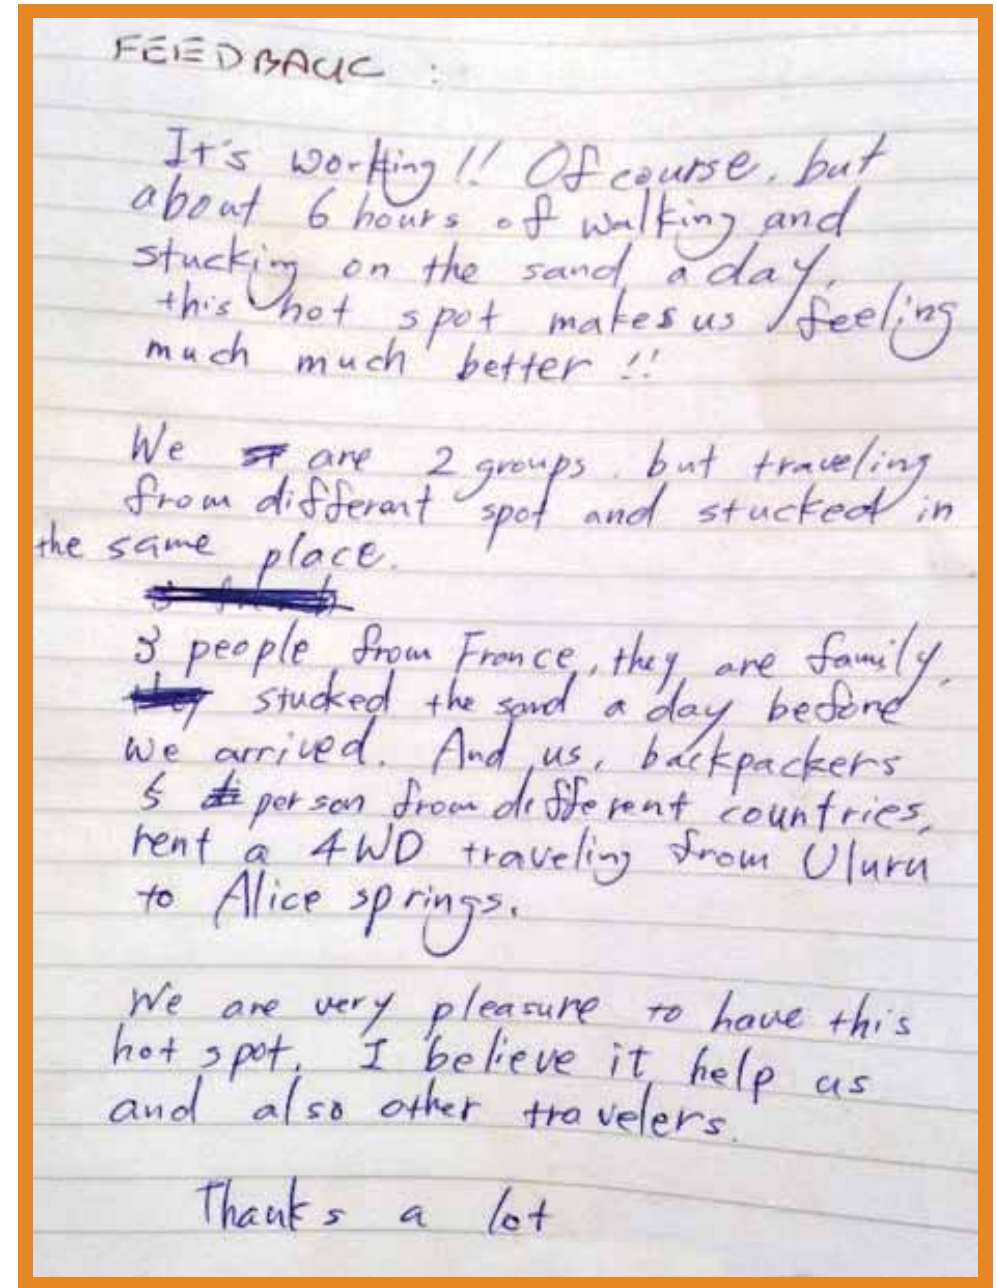 FEEDBACK :
It's working!! Of course, but
about 6 hours of walking and
stucking on the sand a day,
this hot spot makes us feeling
much much better !!
We are 2 groups, but traveling
from different spot and stucked in
the same place.
3 people from France, they are family,
stucked the sand a day before
we arrived. And us, backpackers
5 person from different countries,
rent a 4WD traveling from Uluru
to Alice springs.
We are very pleasure to have this
hot spot. I believe it help us
and also other travelers.
Thanks a lot